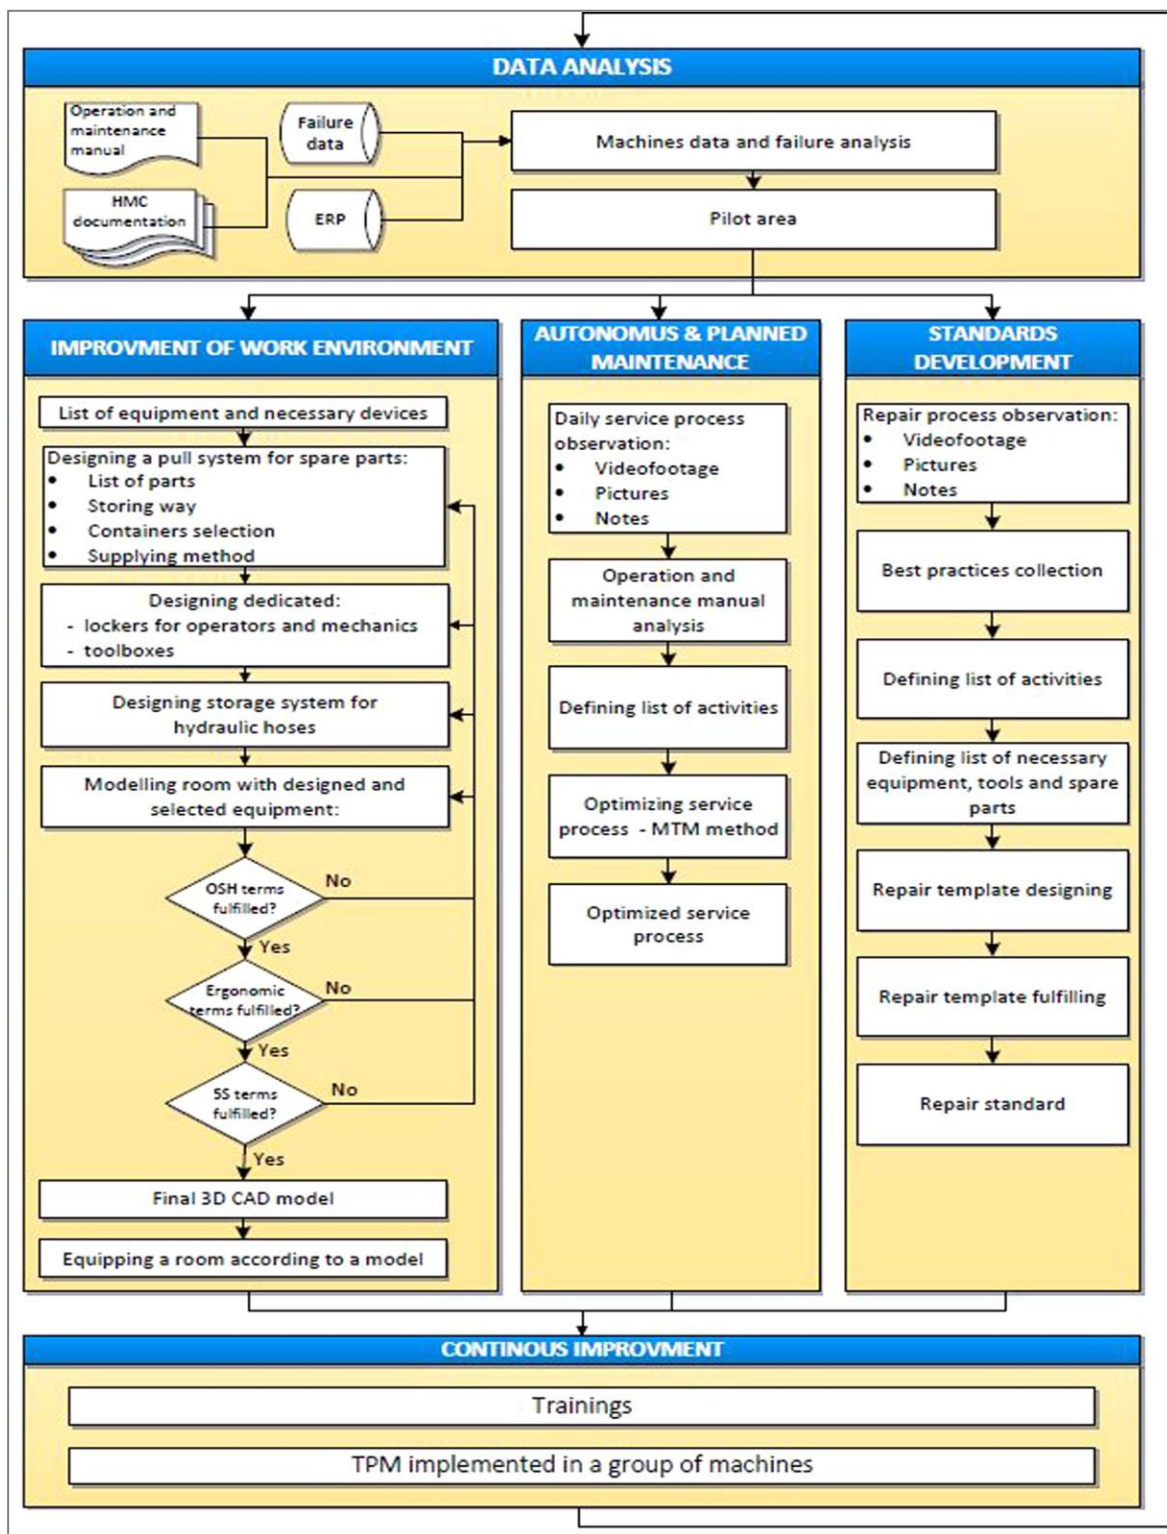 DATA ANALYSIS
Operation and
maintenance
manual
Failure
data
Machines data and failure analysis
HMC
documentation
ERP
Pilot area
IMPROVMENT OF WORK ENVIRONMENT
List of equipment and necessary devices
Designing a pull system for spare parts:
• List of parts
• Storing way
• Containers selection
• Supplying method
Designing dedicated:
- lockers for operators and mechanics
- toolboxes
Designing storage system for
hydraulic hoses
Modelling room with designed and
selected equipment:
OSH terms
fulfilled?
No
Yes
Ergonomic
terms fulfilled?
No
Yes
5S terms
fulfilled?
No
Yes
Final 3D CAD model
Equipping a room according to a model
AUTONOMUS & PLANNED
MAINTENANCE
Daily service process
observation:
• Videofootage
• Pictures
• Notes
Operation and
maintenance manual
analysis
Defining list of activities
Optimizing service
process - MTM method
Optimized service
process
STANDARDS
DEVELOPMENT
Repair process observation:
• Videofootage
• Pictures
• Notes
Best practices collection
Defining list of activities
Defining list of necessary
equipment, tools and spare
parts
Repair template designing
Repair template fulfilling
Repair standard
CONTINOUS IMPROVMENT
Trainings
TPM implemented in a group of machines